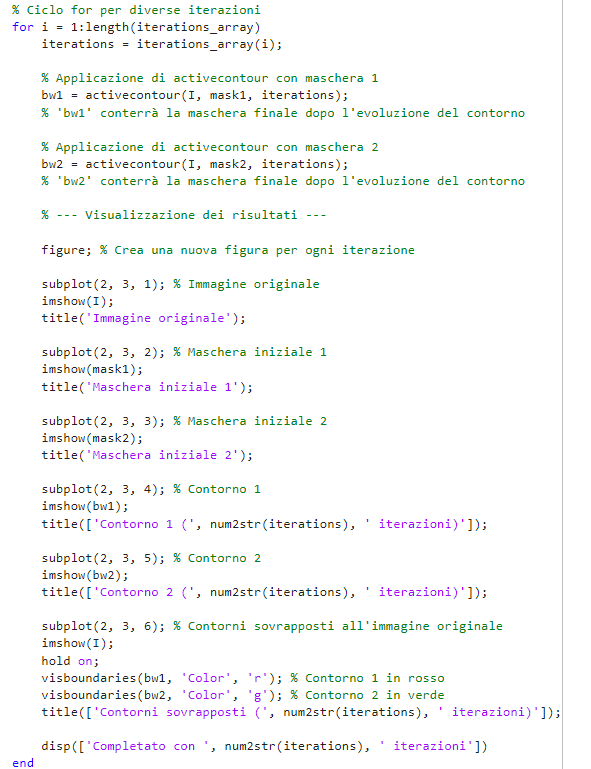 % Ciclo for per diverse iterazioni
for i = 1:length(iterations_array)
iterations = iterations_array(i);
% Applicazione di activecontour con maschera 1
bw1 = activecontour(I, mask1, iterations);
% 'bw1' conterrà la maschera finale dopo l'evoluzione del contorno
% Applicazione di activecontour con maschera 2
bw2 = activecontour(I, mask2, iterations);
% 'bw2' conterrà la maschera finale dopo l'evoluzione del contorno
% --- Visualizzazione dei risultati ---
figure; % Crea una nuova figura per ogni iterazione
subplot(2, 3, 1); % Immagine originale
imshow(I);
title('Immagine originale');
subplot(2, 3, 2); % Maschera iniziale 1
imshow(mask1);
title('Maschera iniziale 1');
subplot(2, 3, 3); % Maschera iniziale 2
imshow(mask2);
title('Maschera iniziale 2');
subplot(2, 3, 4); % Contorno 1
imshow(bw1);
title(['Contorno 1 (', num2str(iterations), ' iterazioni)']);
subplot(2, 3, 5); % Contorno 2
imshow(bw2);
title(['Contorno 2 (', num2str(iterations), ' iterazioni)']);
subplot(2, 3, 6); % Contorni sovrapposti all'immagine originale
imshow(I);
hold on;
visboundaries(bw1, 'Color', 'r'); % Contorno 1 in rosso
visboundaries(bw2, 'Color', 'g'); % Contorno 2 in verde
title(['Contorni sovrapposti (', num2str(iterations), ' iterazioni)']);
disp(['Completato con ', num2str(iterations), ' iterazioni'])
end